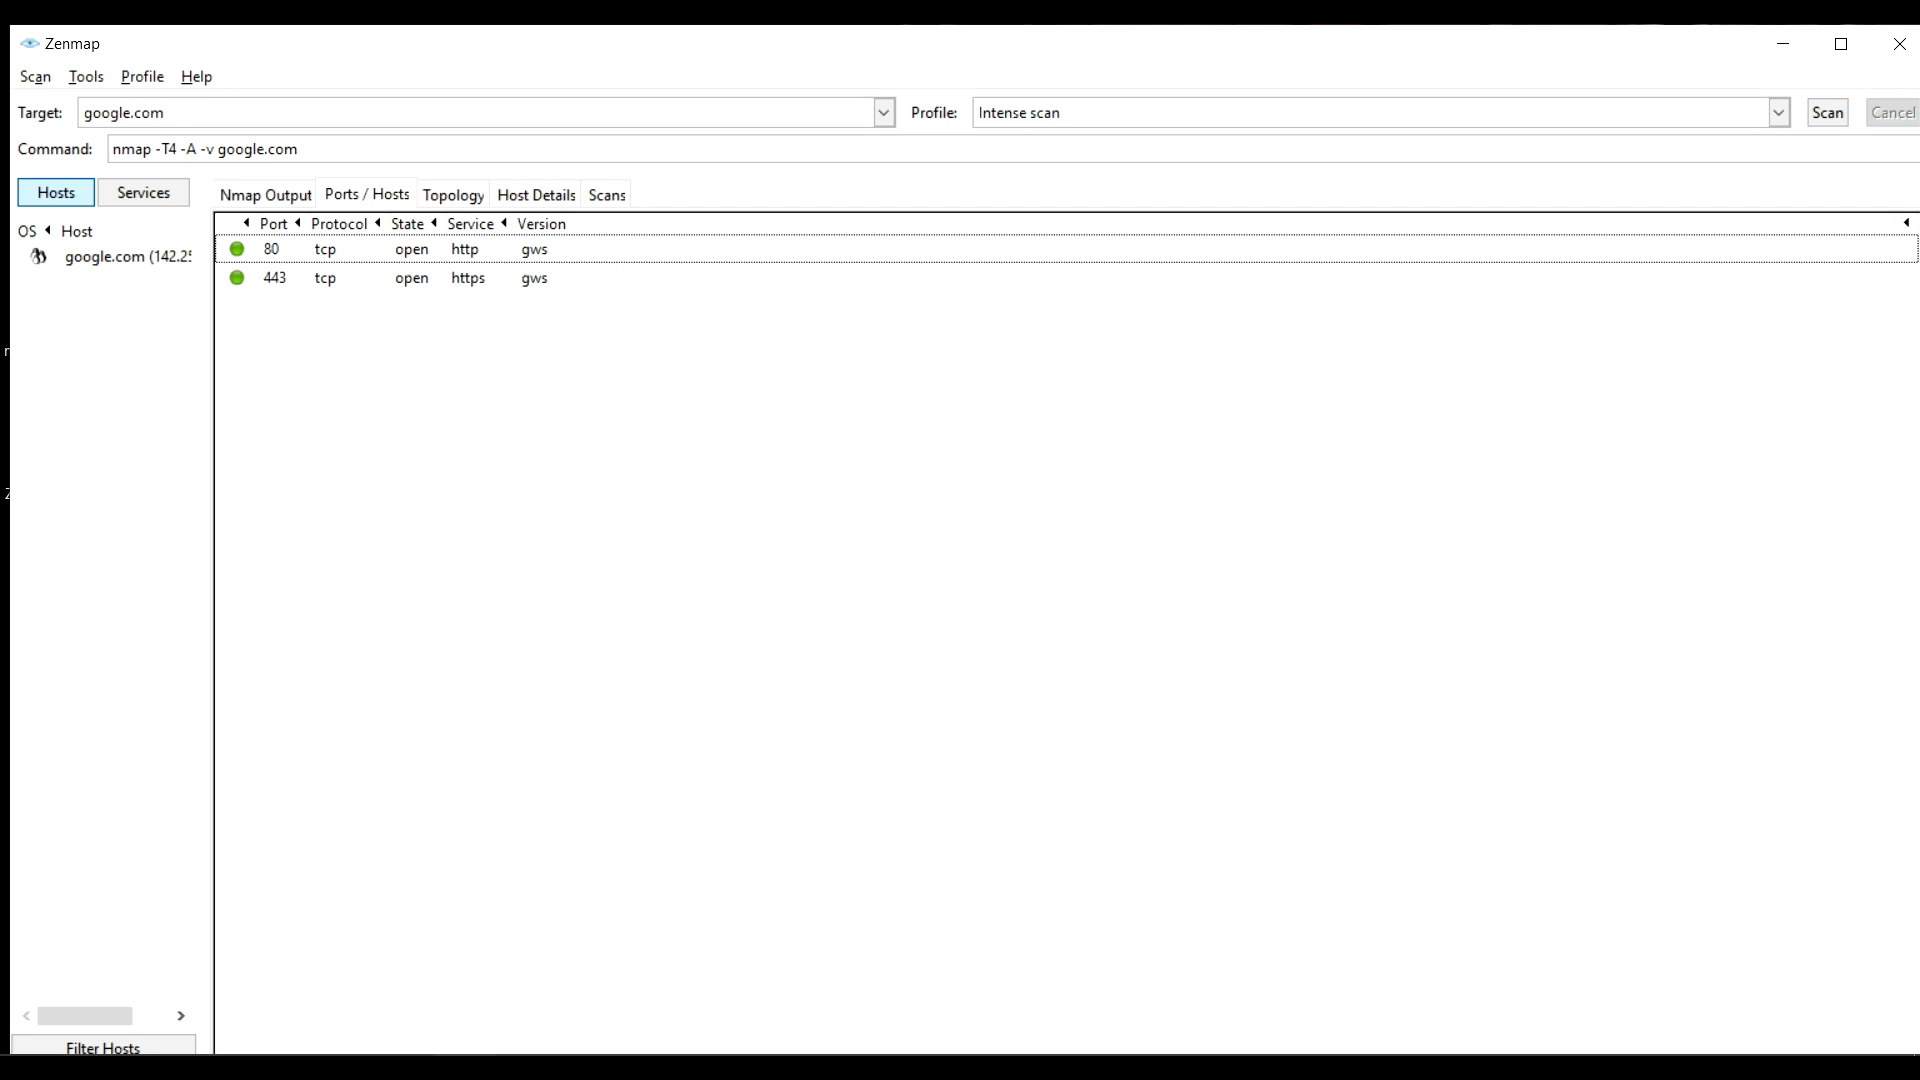 Zenmap
Scan Tools Profile Help
Target: google.com Profile: Intense scan Scan Cancel
Command: nmap -T4 -A -v google.com
Hosts Services Nmap Output Ports / Hosts Topology Host Details Scans
OS Host Port Protocol State Service Version
google.com (142.25
80 tcp open http gws
443 tcp open https gws
Filter Hosts